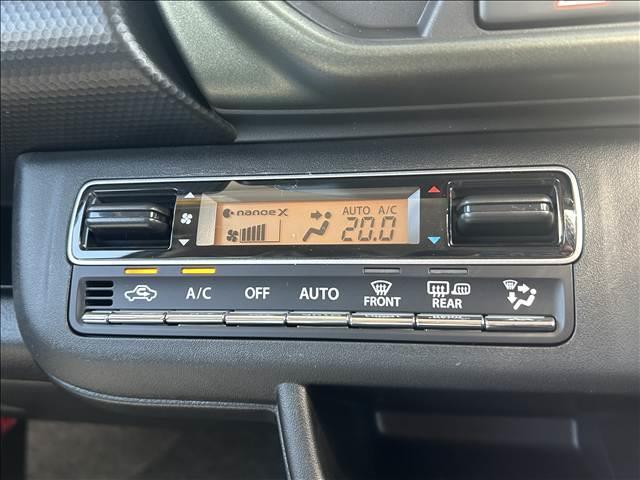 nanoe X AUTO A/C
20.0
A/C OFF AUTO FRONT REAR